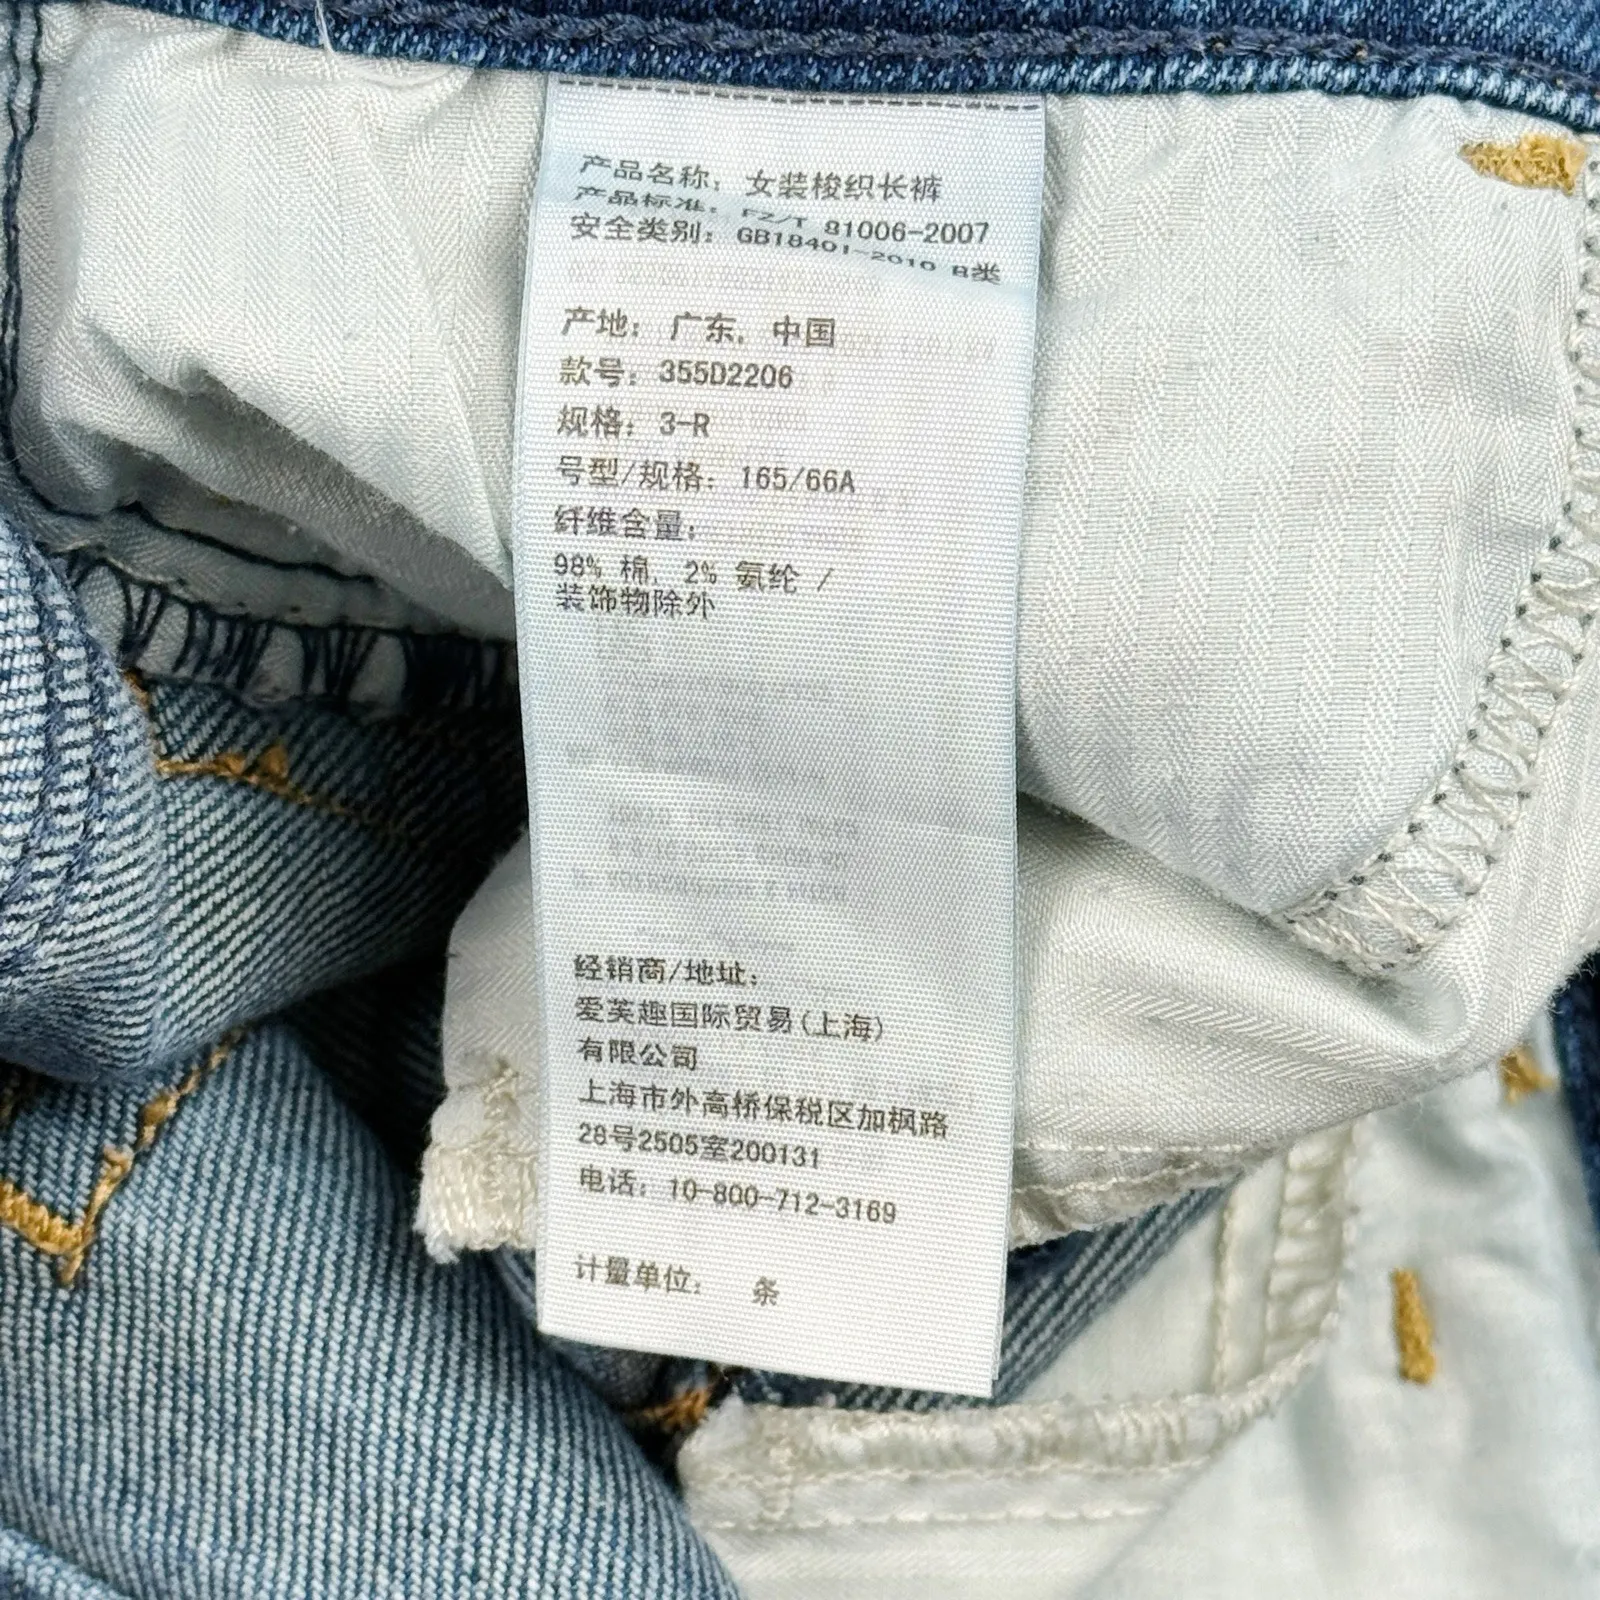 产品名称: 女装梭织长裤
产品标准: FZ/T 81006-2007
安全类别: GB18401-2010 B类
产地: 广东, 中国
款号: 355D2206
规格: 3-R
号型/规格: 165/66A
纤维含量:
98% 棉, 2% 氨纶 /
装饰物除外
经销商/地址:
爱芙趣国际贸易(上海)
有限公司
上海市外高桥保税区加枫路
28号2505室200131
电话: 10-800-712-3169
计量单位: 条